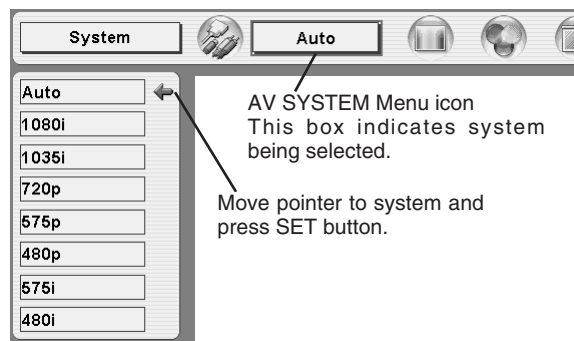 System
Auto
AV SYSTEM Menu icon
This box indicates system
being selected.
Auto
1080i
1035i
720p
575p
480p
575i
480i
Move pointer to system and
press SET button.